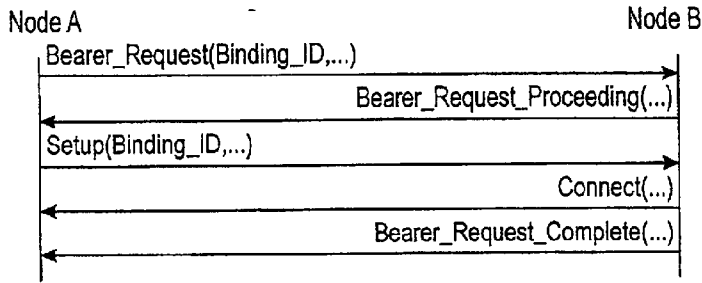 Node A
Node B
Bearer_Request(Binding_ID,...)
Bearer_Request_Proceeding(...)
Setup(Binding_ID,...)
Connect(...)
Bearer_Request_Complete(...)